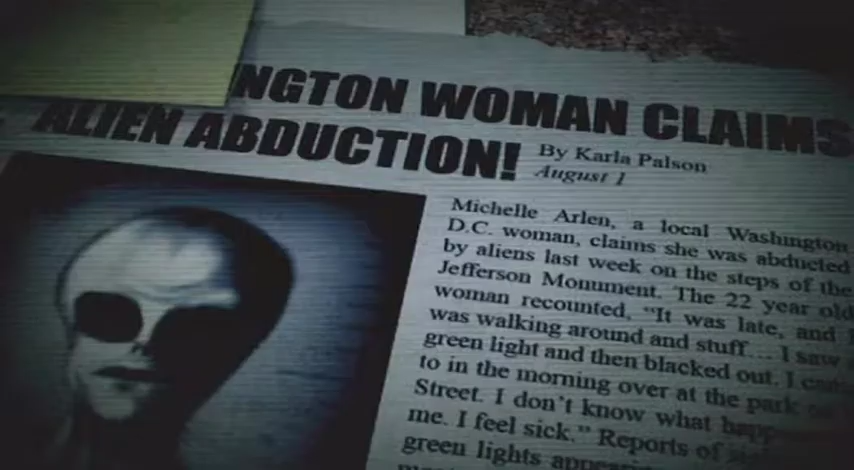 NGTON WOMAN CLAIMS
ALIEN ABDUCTION!
By Karla Palson
August 1
Michelle Arlen, a local Washington
D.C. woman, claims she was abducted
by aliens last week on the steps of the
Jefferson Monument. The 22 year old
woman recounted, "It was late, and I
was walking around and stuff... I saw a
green light and then blacked out. I came
to in the morning over at the park on
Street. I don't know what
me. I feel sick." Reports of
green lights